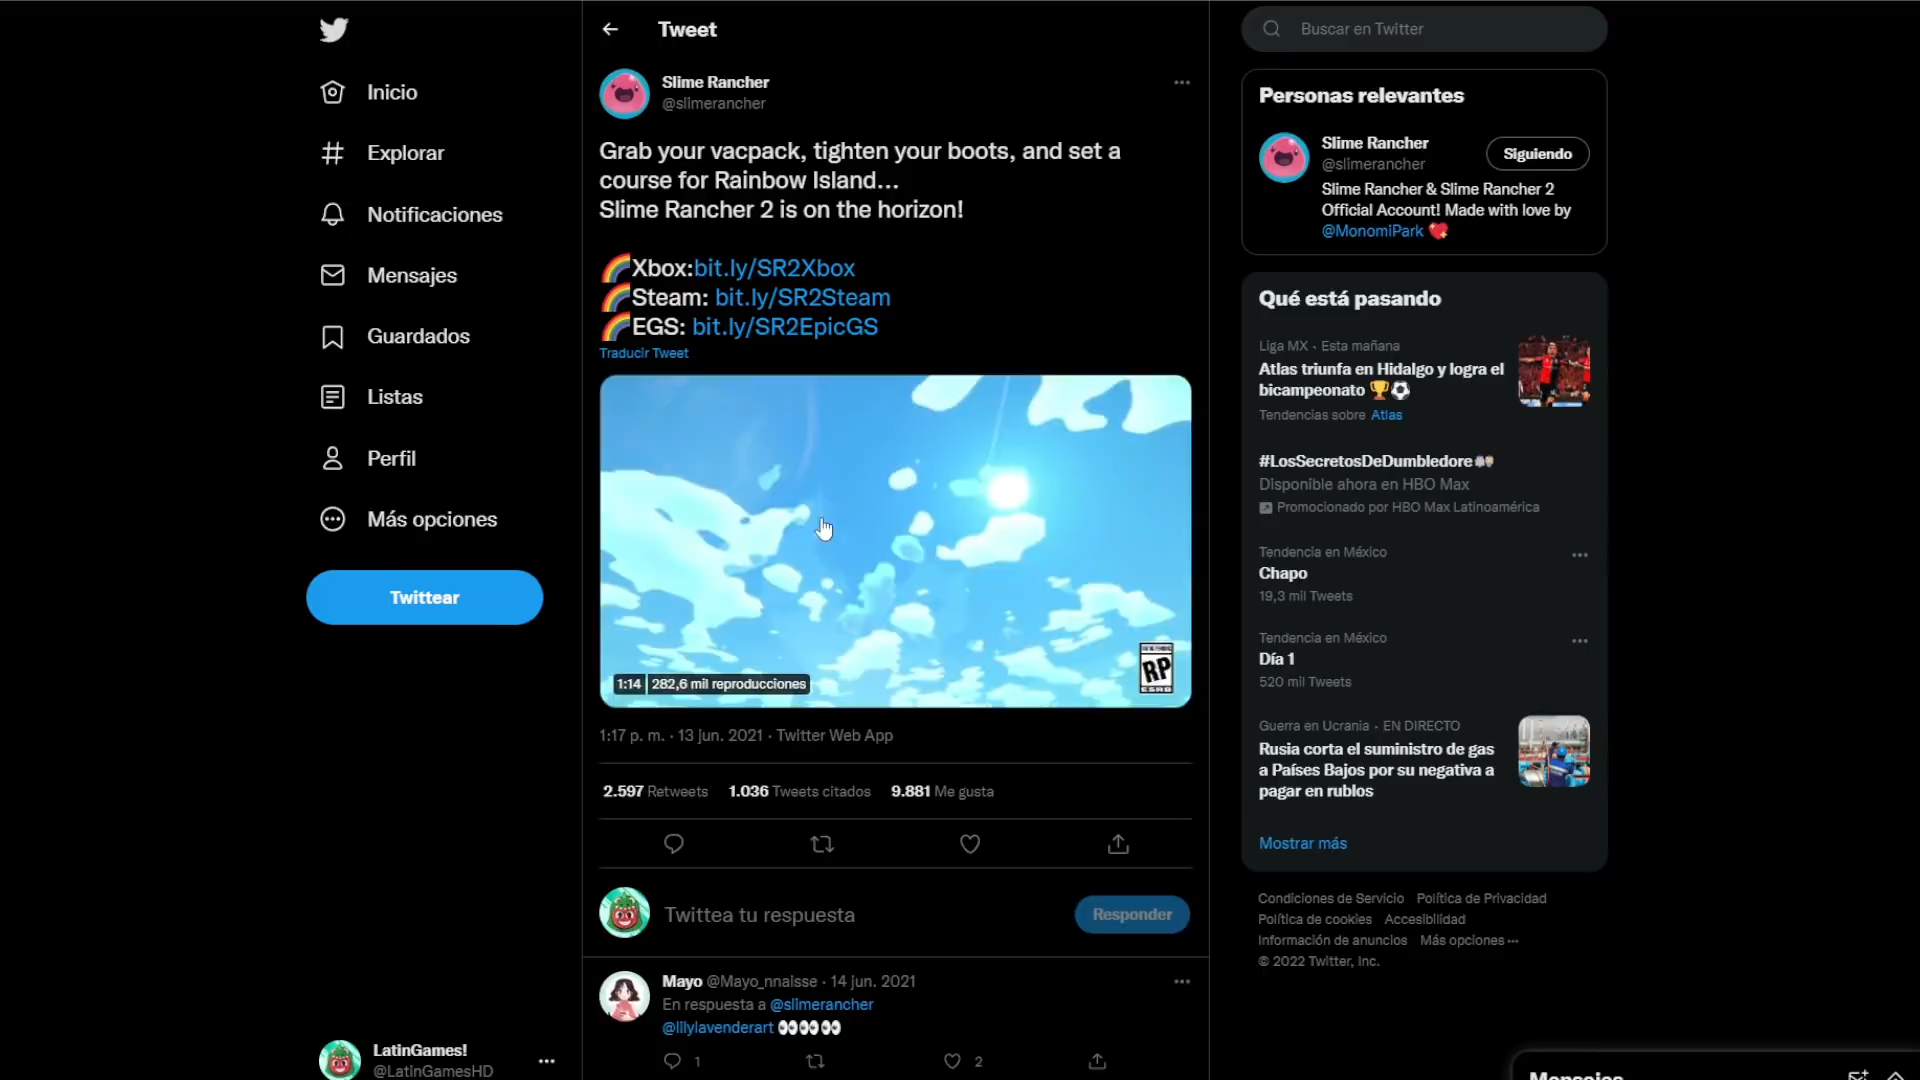 Inicio
Explorar
Notificaciones
Mensajes
Guardados
Listas
Perfil
Más opciones
Twittear
LatinGames!
@LatinGamesHD
Tweet
Slime Rancher
@slimerancher
Grab your vacpack, tighten your boots, and set a
course for Rainbow Island...
Slime Rancher 2 is on the horizon!
🌈Xbox:bit.ly/SR2Xbox
🌈Steam: bit.ly/SR2Steam
🌈EGS: bit.ly/SR2EpicGS
Traducir Tweet
RP
ESRB
1:14 282,6 mil reproducciones
1:17 p. m. · 13 jun. 2021 · Twitter Web App
2.597 Retweets 1.036 Tweets citados 9.881 Me gusta
Twittea tu respuesta
Responder
Mayo @Mayo_nnaisse · 14 jun. 2021
En respuesta a @slimerancher
@lilylavenderart 👀👀👀
1 2
Buscar en Twitter
Personas relevantes
Slime Rancher
@slimerancher
Siguiendo
Slime Rancher & Slime Rancher 2
Official Account! Made with love by
@MonomiPark 💖
Qué está pasando
Liga MX · Esta mañana
Atlas triunfa en Hidalgo y logra el
bicampeonato 🏆⚽
Tendencias sobre Atlas
#LosSecretosDeDumbledore
Disponible ahora en HBO Max
Promocionado por HBO Max Latinoamérica
Tendencia en México
Chapo
19,3 mil Tweets
Tendencia en México
Día 1
520 mil Tweets
Guerra en Ucrania · EN DIRECTO
Rusia corta el suministro de gas
a Países Bajos por su negativa a
pagar en rublos
Mostrar más
Condiciones de Servicio Política de Privacidad
Política de cookies Accesibilidad
Información de anuncios Más opciones ···
© 2022 Twitter, Inc.
Mensajes